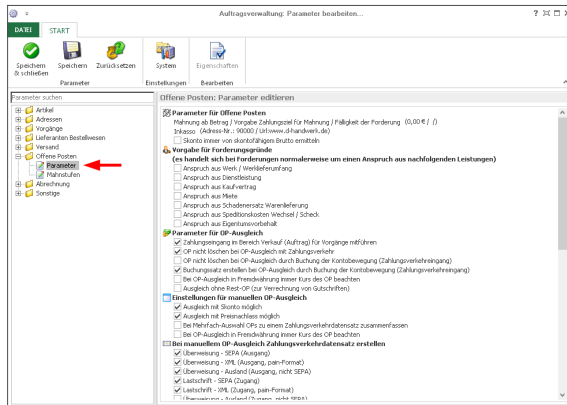 Auftragsverwaltung: Parameter bearbeiten...
DATEI START
Speichern & schließen
Speichern
Zurücksetzen
System
Eigenschaften
Parameter
Einstellungen
Bearbeiten
Parameter suchen
Artikel
Adressen
Vorgänge
Lieferanten Bestellwesen
Versand
Offene Posten
Parameter
Mahnstufen
Abrechnung
Sonstige
Offene Posten: Parameter editieren
Parameter für Offene Posten
Mahnung ab Betrag / Vorgabe Zahlungsziel für Mahnung / Fälligkeit der Forderung (0,00 € / /)
Inkasso (Adress-Nr.: 90000 / Url:www.d-handwerk.de)
Skonto immer von skontofähigem Brutto ermitteln
Vorgabe für Forderungsgründe
(es handelt sich bei Forderungen normalerweise um einen Anspruch aus nachfolgenden Leistungen)
Anspruch aus Werk / Werklieferumfang
Anspruch aus Dienstleistung
Anspruch aus Kaufvertrag
Anspruch aus Miete
Anspruch aus Schadenersatz Warenlieferung
Anspruch aus Speditionskosten Wechsel / Scheck
Anspruch aus Eigentumsvorbehalt
Parameter für OP-Ausgleich
Zahlungseingang im Bereich Verkauf (Auftrag) für Vorgänge mitführen
OP nicht löschen bei OP-Ausgleich mit Zahlungsverkehr
OP nicht löschen bei OP-Ausgleich durch Buchung der Kontobewegung (Zahlungsverkehreingang)
Buchungssatz erstellen bei OP-Ausgleich durch Buchung der Kontobewegung (Zahlungsverkehreingang)
Bei OP-Ausgleich in Fremdwährung immer Kurs des OP beachten
Ausgleich ohne Rest-OP (zur Verrechnung von Gutschriften)
Einstellungen für manuellen OP-Ausgleich
Ausgleich mit Skonto möglich
Ausgleich mit Preisnachlass möglich
Bei Mehrfach-Auswahl OPs zu einem Zahlungsverkehrdatensatz zusammenfassen
Bei OP-Ausgleich in Fremdwährung immer Kurs des OP beachten
Bei manuellem OP-Ausgleich Zahlungsverkehrdatensatz erstellen
Überweisung - SEPA (Ausgang)
Überweisung - XML (Ausgang, pain-Format)
Überweisung - Ausland (Ausgang, nicht SEPA)
Lastschrift - SEPA (Zugang)
Lastschrift - XML (Zugang, pain-Format)
Überweisung - Ausland (Zugang, nicht SEPA)